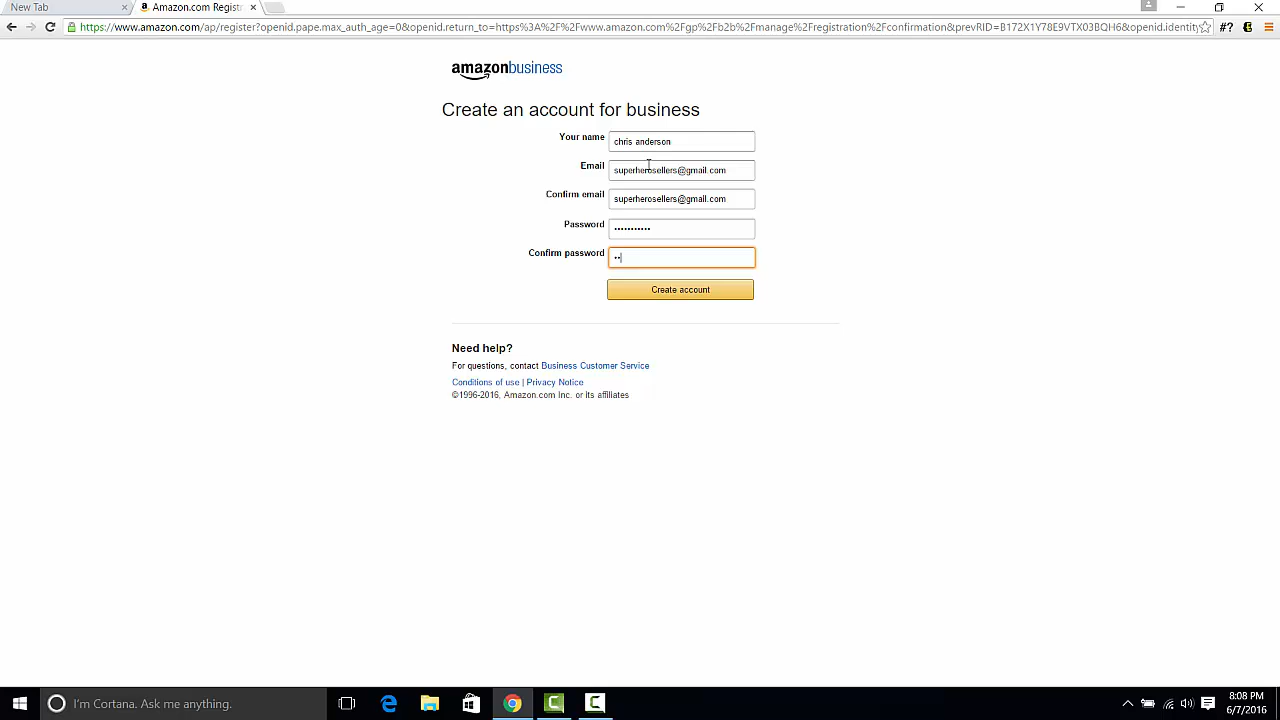 New Tab
Amazon.com Registr
https://www.amazon.com/ap/register?openid.pape.max_auth_age=0&openid.return_to=https%3A%2F%2Fwww.amazon.com%2Fgp%2Fb2b%2Fmanage%2Fregistration%2Fconfirmation&prevRID=B172X1Y78E9VTX03BQH6&openid.identity
#?
amazonbusiness
Create an account for business
Your name
chris anderson
Email
superherosellers@gmail.com
Confirm email
superherosellers@gmail.com
Password
•••••••••••
Confirm password
••
Create account
Need help?
For questions, contact Business Customer Service
Conditions of use | Privacy Notice
©1996-2016, Amazon.com Inc. or its affiliates
I'm Cortana. Ask me anything.
8:08 PM
6/7/2016